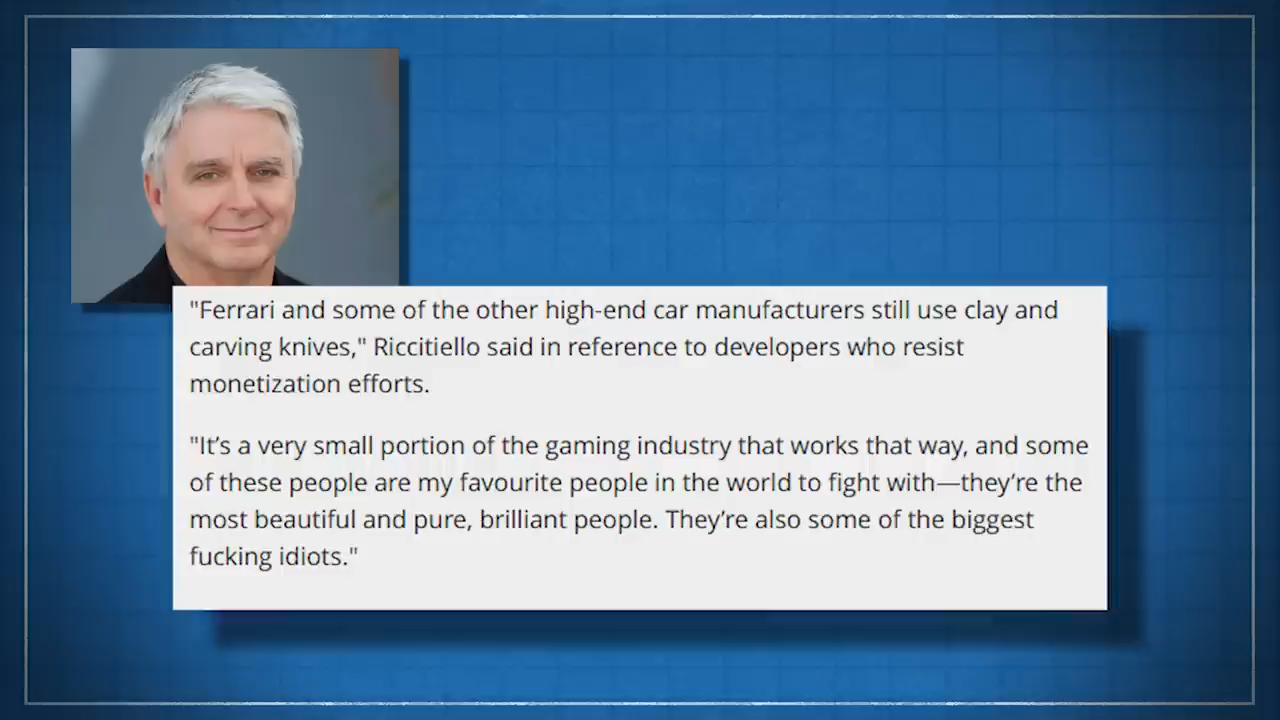 "Ferrari and some of the other high-end car manufacturers still use clay and
carving knives," Riccitiello said in reference to developers who resist
monetization efforts.
"It’s a very small portion of the gaming industry that works that way, and some
of these people are my favourite people in the world to fight with—they’re the
most beautiful and pure, brilliant people. They’re also some of the biggest
fucking idiots."